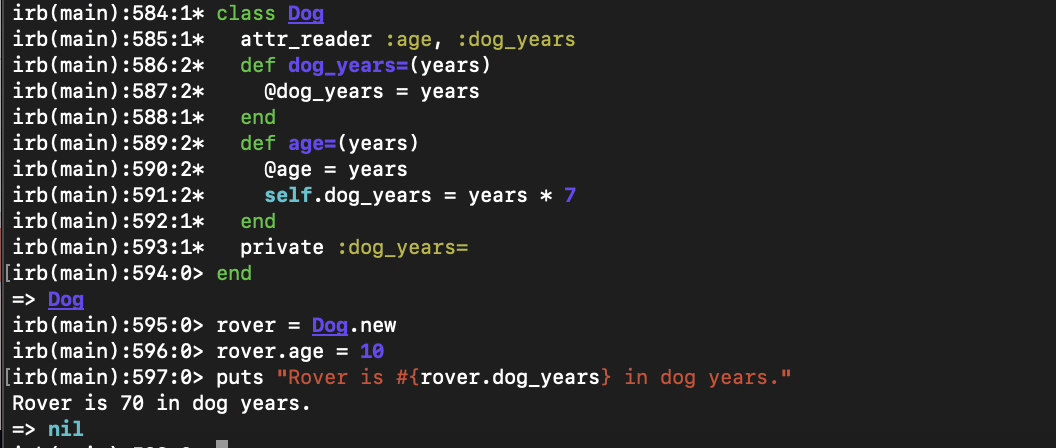 irb(main):584:1* class Dog
irb(main):585:1*   attr_reader :age, :dog_years
irb(main):586:2*   def dog_years=(years)
irb(main):587:2*     @dog_years = years
irb(main):588:1*   end
irb(main):589:2*   def age=(years)
irb(main):590:2*     @age = years
irb(main):591:2*     self.dog_years = years * 7
irb(main):592:1*   end
irb(main):593:1*   private :dog_years=
[irb(main):594:0> end
=> Dog
irb(main):595:0> rover = Dog.new
irb(main):596:0> rover.age = 10
[irb(main):597:0> puts "Rover is #{rover.dog_years} in dog years."
Rover is 70 in dog years.
=> nil